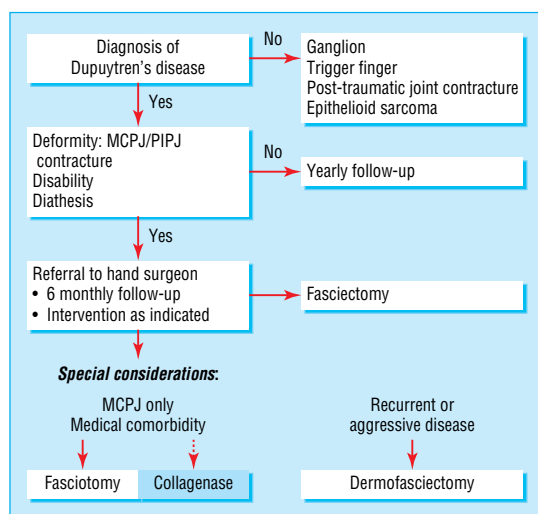 Diagnosis of
Dupuytren's disease
No
Ganglion
Trigger finger
Post-traumatic joint contracture
Epithelioid sarcoma
Yes
Deformity: MCPJ/PIPJ
contracture
Disability
Diathesis
No
Yearly follow-up
Yes
Referral to hand surgeon
• 6 monthly follow-up
• Intervention as indicated
Fasciectomy
Special considerations:
MCPJ only
Medical comorbidity
Recurrent or
aggressive disease
Fasciotomy
Collagenase
Dermofasciectomy